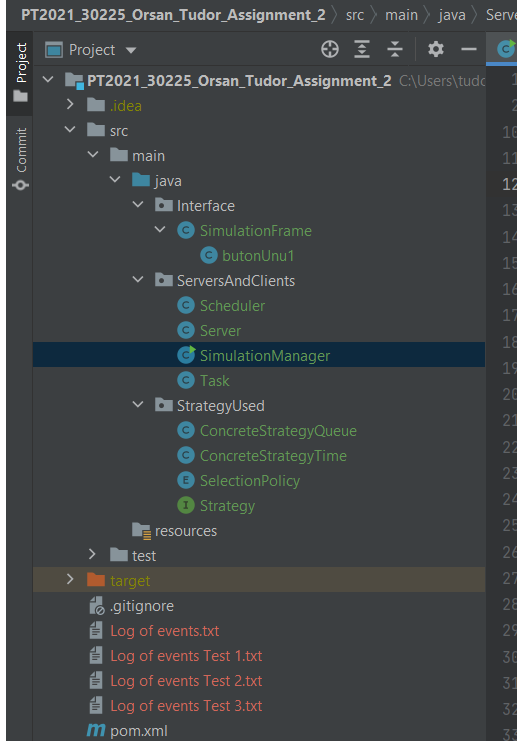 PT2021_30225_Orsan_Tudor_Assignment_2 > src > main > java > Serve
Project
Project
Commit
PT2021_30225_Orsan_Tudor_Assignment_2 C:\Users\tudo
.idea
src
main
java
Interface
SimulationFrame
butonUnu1
ServersAndClients
Scheduler
Server
SimulationManager
Task
StrategyUsed
ConcreteStrategyQueue
ConcreteStrategyTime
SelectionPolicy
Strategy
resources
test
target
.gitignore
Log of events.txt
Log of events Test 1.txt
Log of events Test 2.txt
Log of events Test 3.txt
pom.xml
1
2
10
11
12
13
14
15
16
17
18
19
20
21
22
23
24
25
26
27
28
29
30
31
32
33